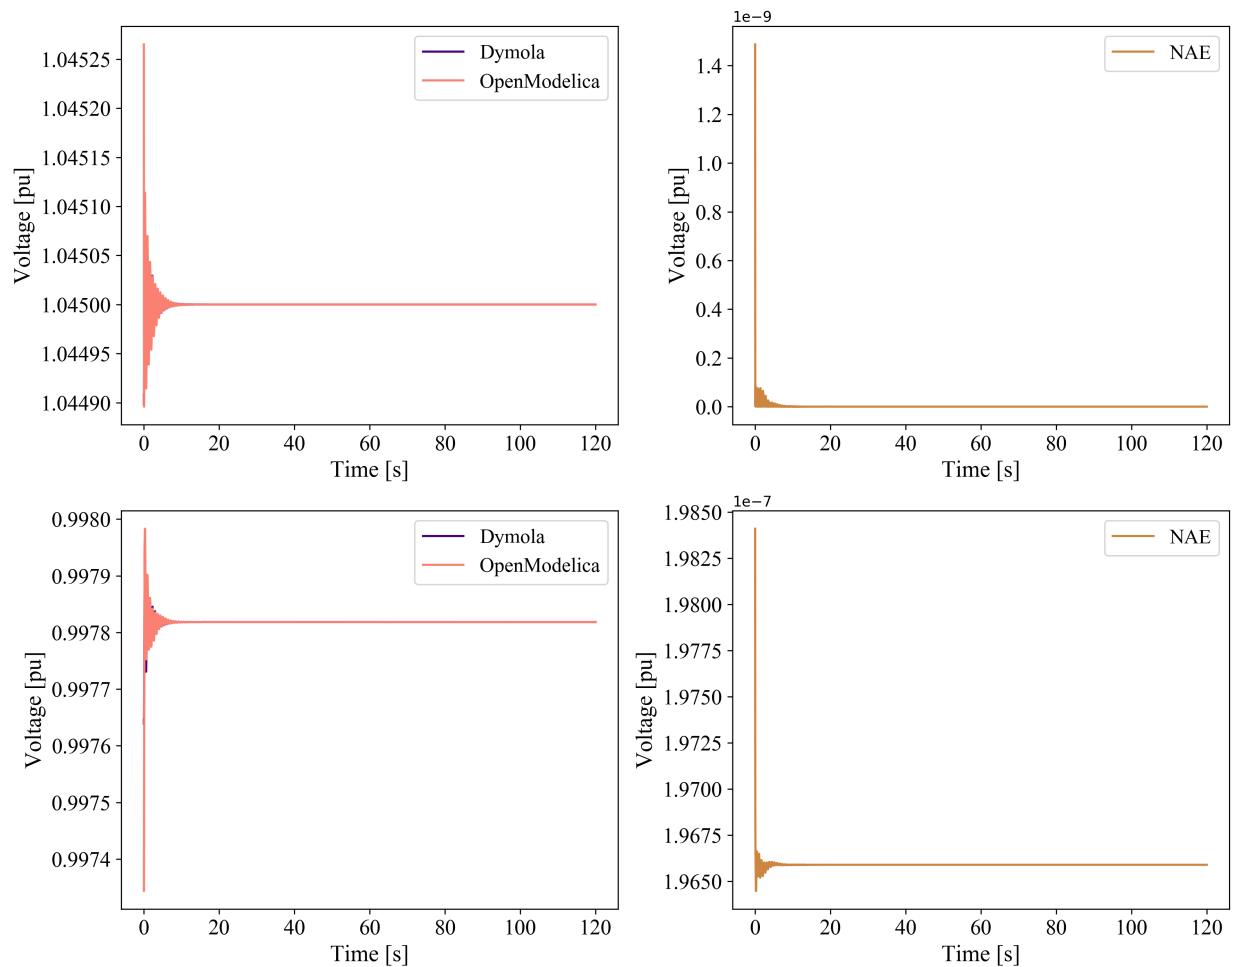 1.04525
1.04520
1.04515
1.04510
1.04505
1.04500
1.04495
1.04490
Voltage [pu]
0 20 40 60 80 100 120
Time [s]
Dymola
OpenModelica
1e−9
1.4
1.2
1.0
0.8
0.6
0.4
0.2
0.0
Voltage [pu]
0 20 40 60 80 100 120
Time [s]
NAE
0.9980
0.9979
0.9978
0.9977
0.9976
0.9975
0.9974
Voltage [pu]
0 20 40 60 80 100 120
Time [s]
Dymola
OpenModelica
1e−7
1.9850
1.9825
1.9800
1.9775
1.9750
1.9725
1.9700
1.9675
1.9650
Voltage [pu]
0 20 40 60 80 100 120
Time [s]
NAE